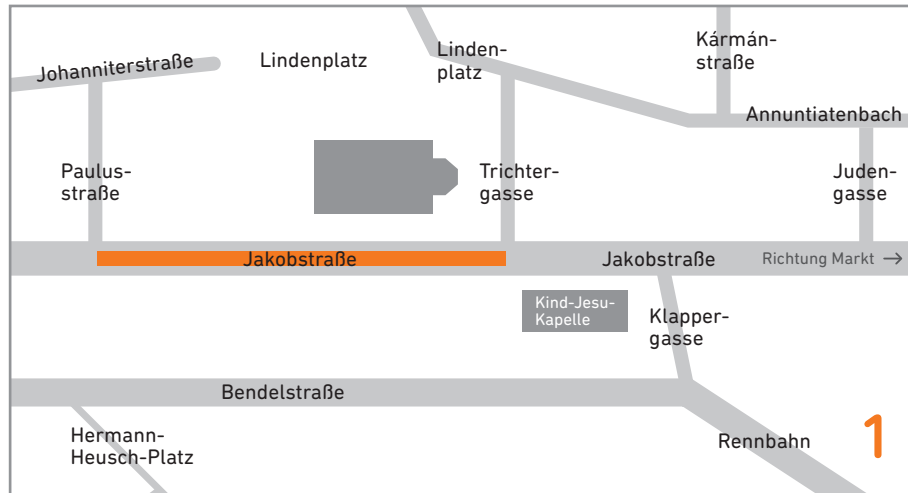 Johanniterstraße
Lindenplatz
Linden-
platz
Kármán-
straße
Annuntiatenbach
Paulus-
straße
Trichter-
gasse
Juden-
gasse
Jakobstraße
Jakobstraße
Richtung Markt →
Kind-Jesu-
Kapelle
Klapper-
gasse
Bendelstraße
Hermann-
Heusch-Platz
Rennbahn
1